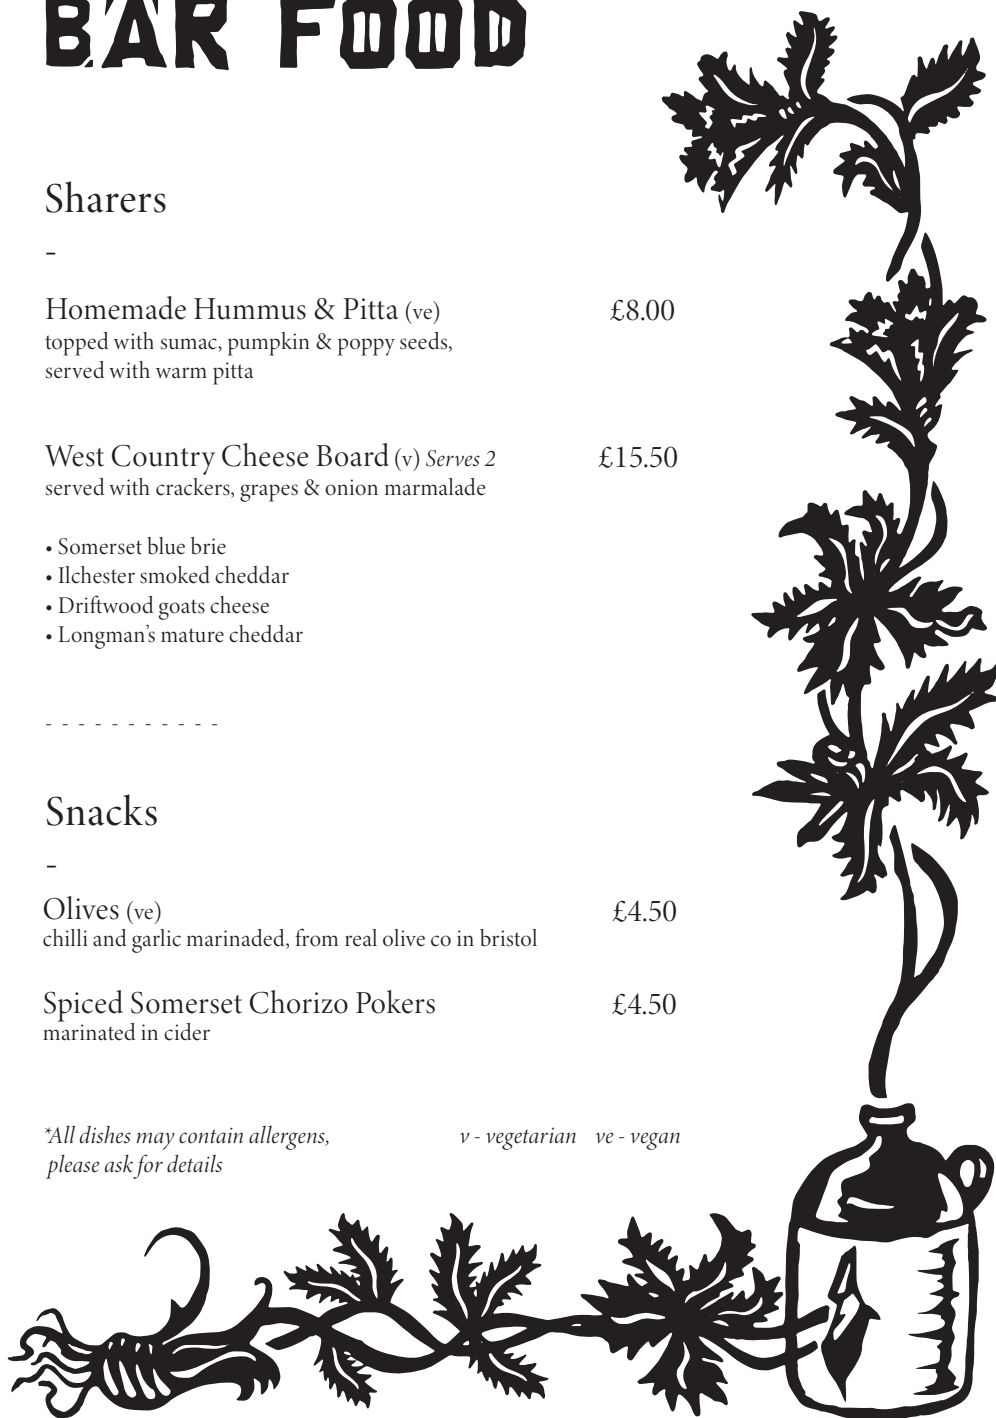 BAR FOOD
Sharers
-
Homemade Hummus & Pitta (ve) £8.00
topped with sumac, pumpkin & poppy seeds,
served with warm pitta
West Country Cheese Board (v) Serves 2 £15.50
served with crackers, grapes & onion marmalade
• Somerset blue brie
• Ilchester smoked cheddar
• Driftwood goats cheese
• Longman's mature cheddar
- - - - - - - - - - -
Snacks
-
Olives (ve) £4.50
chilli and garlic marinaded, from real olive co in bristol
Spiced Somerset Chorizo Pokers £4.50
marinated in cider
*All dishes may contain allergens, v - vegetarian ve - vegan
please ask for details